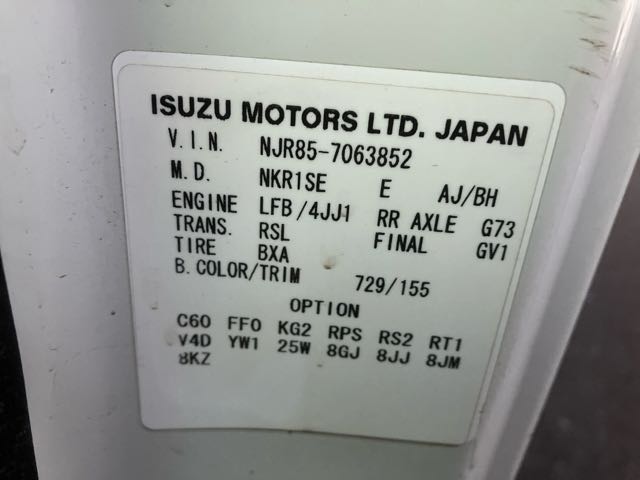 ISUZU MOTORS LTD. JAPAN
V.I.N. NJR85-7063852
M.D. NKR1SE E AJ/BH
ENGINE LFB/4JJ1 RR AXLE G73
TRANS. RSL FINAL GV1
TIRE BXA
B.COLOR/TRIM 729/155
OPTION
C60 FF0 KG2 RPS RS2 RT1
V4D YW1 25W 8GJ 8JJ 8JM
8KZ